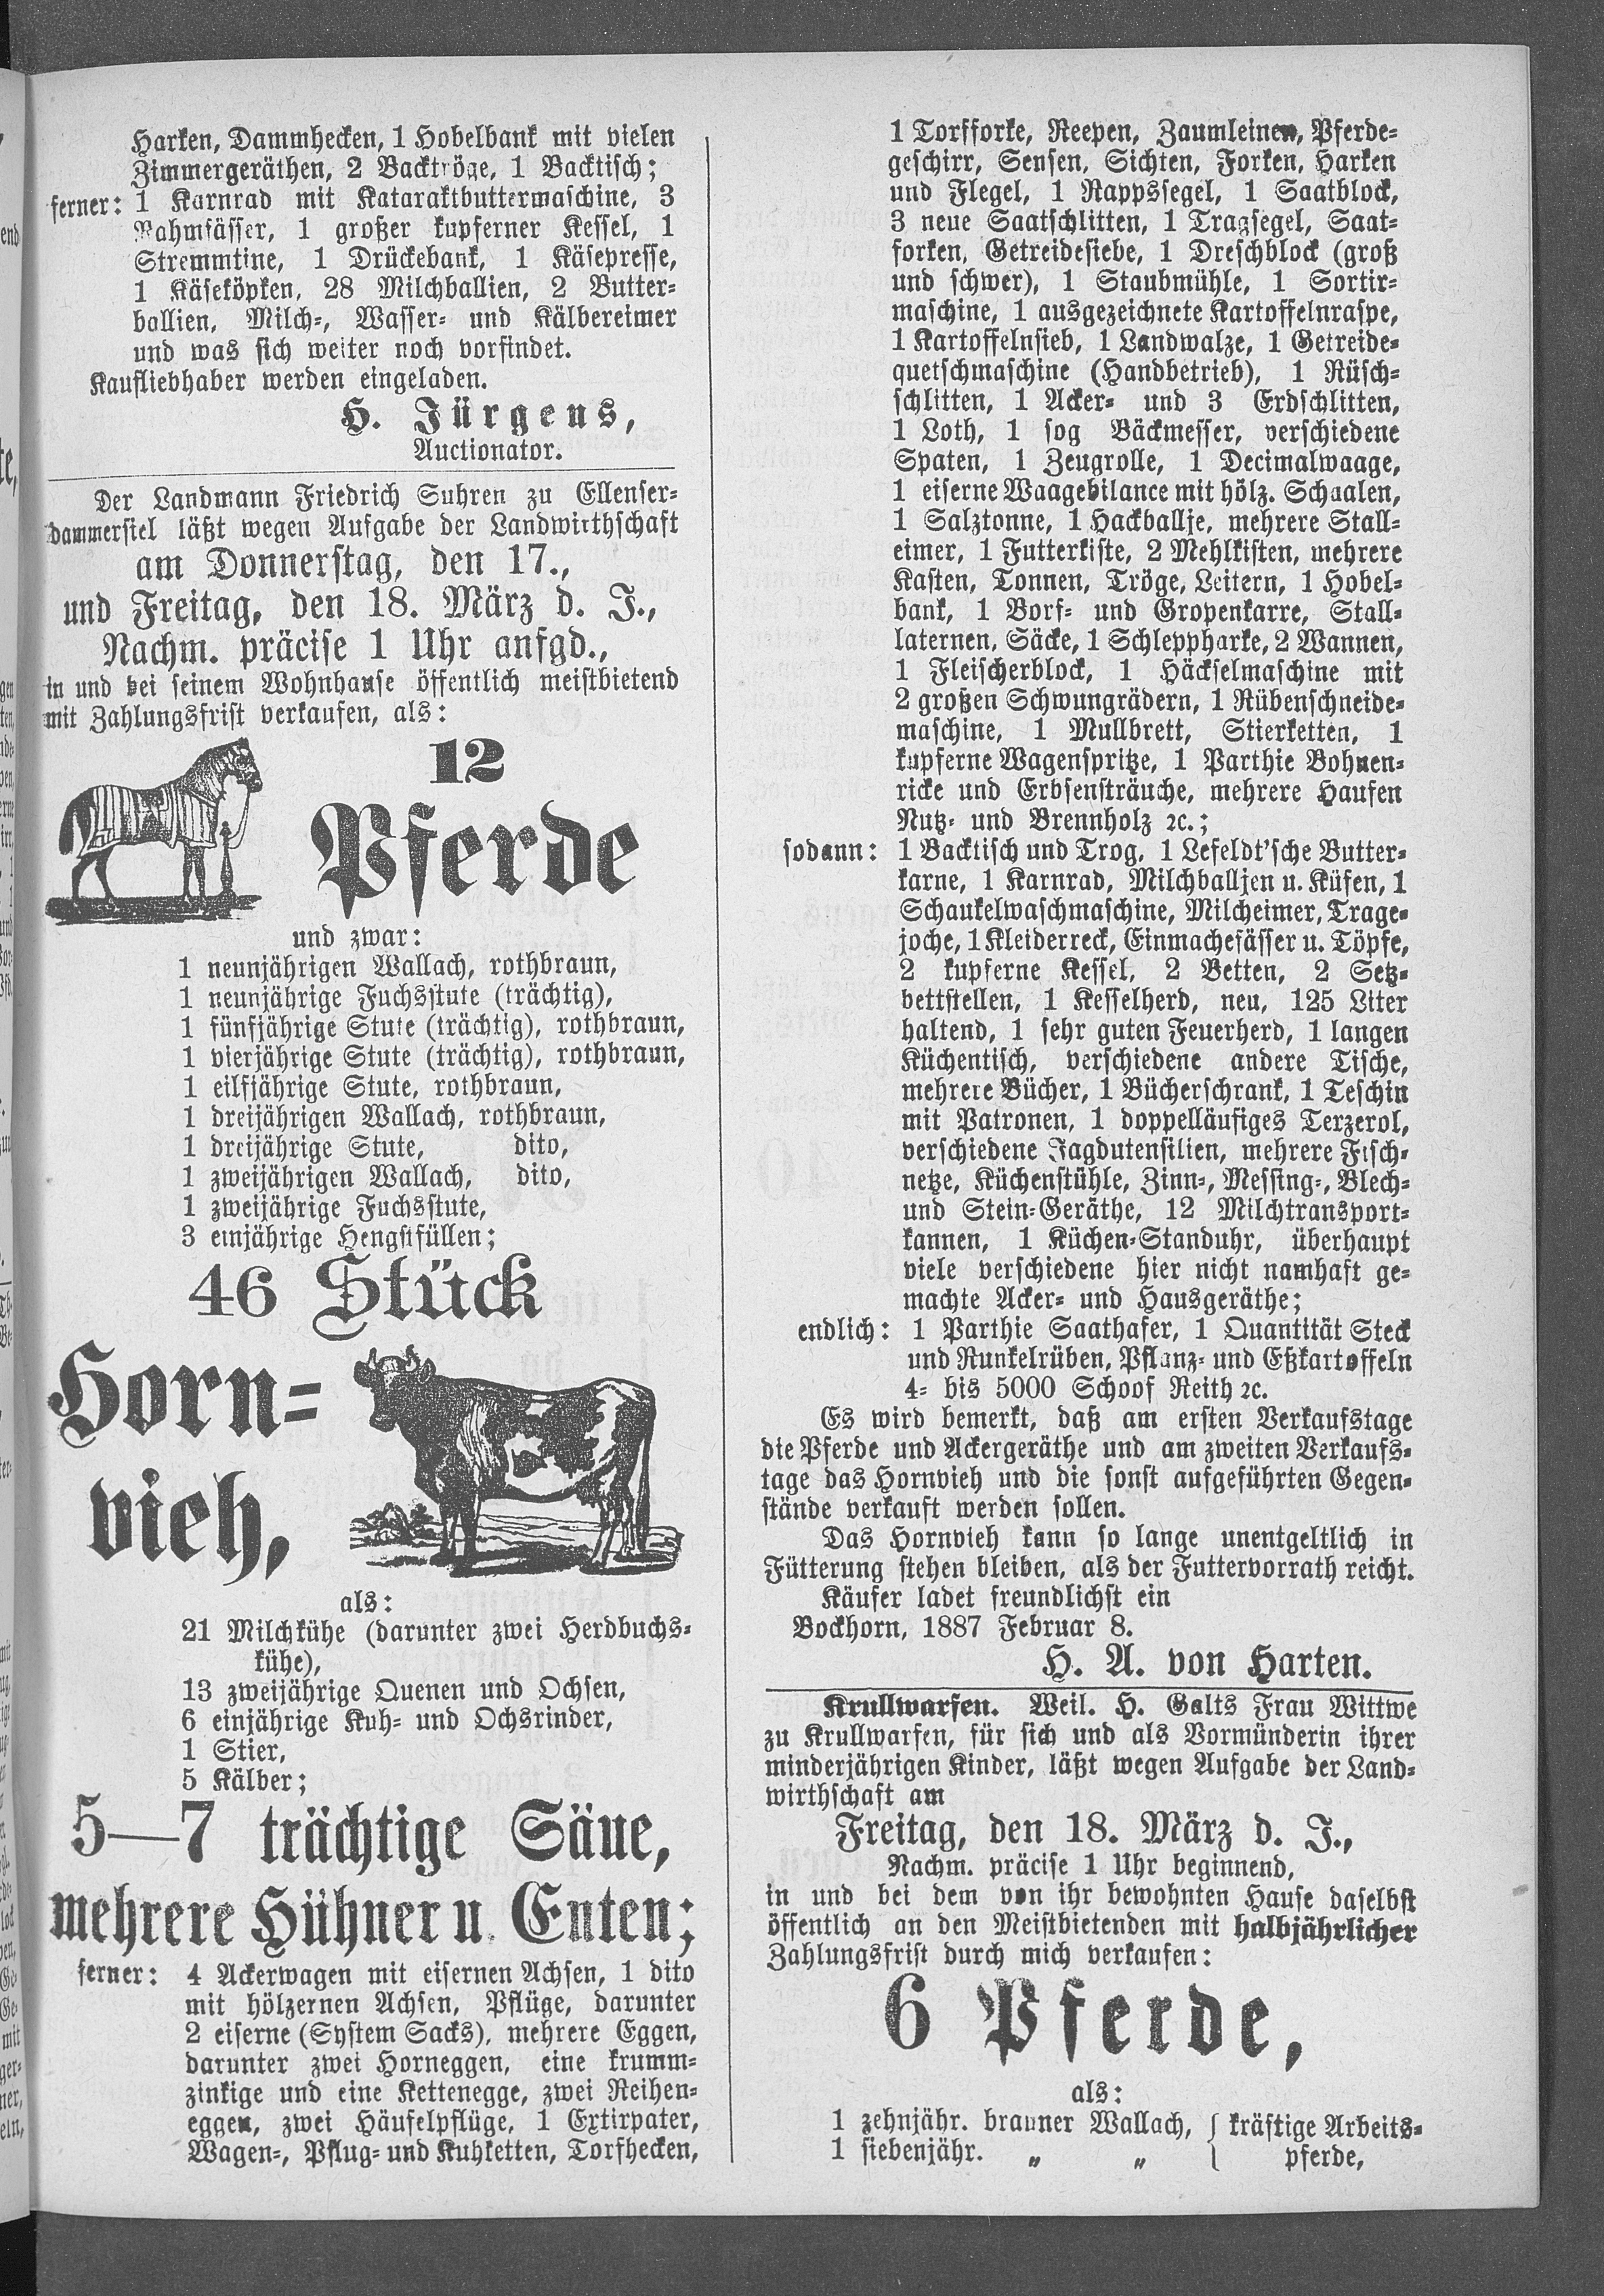 Harken, Dammhecken, 1 Hobelbank mit vielen
Zimmergeräthen, 2 Backtröge, 1 Backtisch;
ferner: 1 Karnrad mit Kataraktbuttermaschine, 3
Rahmfässer, 1 großer kupferner Kessel, 1
Stremmtine, 1 Drückebank, 1 Käsepresse,
1 Käseköpken, 28 Milchballien, 2 Butter-
ballien, Milch-, Wasser- und Kälbereimer
und was sich weiter noch vorfindet.
Kaufliebhaber werden eingeladen.
H. Jürgens,
Auctionator.
Der Landmann Friedrich Suhren zu Ellenser-
dammersiel läßt wegen Aufgabe der Landwirthschaft
am Donnerstag, den 17.,
und Freitag, den 18. März d. J.,
Nachm. präcise 1 Uhr anfgd.,
in und bei seinem Wohnhause öffentlich meistbietend
mit Zahlungsfrist verkaufen, als:
12
Pferde
und zwar:
1 neunjährigen Wallach, rothbraun,
1 neunjährige Fuchsstute (trächtig),
1 fünfjährige Stute (trächtig), rothbraun,
1 vierjährige Stute (trächtig), rothbraun,
1 eilfjährige Stute, rothbraun,
1 dreijährigen Wallach, rothbraun,
1 dreijährige Stute, dito,
1 zweijährigen Wallach, dito,
1 zweijährige Fuchsstute,
3 einjährige Hengstfüllen;
46 Stück
Horn-
vieh,
als:
21 Milchkühe (darunter zwei Herdbuchs-
kühe),
13 zweijährige Quenen und Ochsen,
6 einjährige Kuh- und Ochsrinder,
1 Stier,
5 Kälber;
5—7 trächtige Säue,
mehrere Hühner u. Enten;
ferner: 4 Ackerwagen mit eisernen Achsen, 1 dito
mit hölzernen Achsen, Pflüge, darunter
2 eiserne (System Sacks), mehrere Eggen,
darunter zwei Horneggen, eine krumm-
zinkige und eine Kettenegge, zwei Reihen-
eggen, zwei Häufelpflüge, 1 Extirpater,
Wagen-, Pflug- und Kuhketten, Torfhecken,
1 Torfforke, Reepen, Zaumleinen, Pferde-
geschirr, Sensen, Sichten, Forken, Harken
und Flegel, 1 Rappssegel, 1 Saatblock,
3 neue Saatschlitten, 1 Tragsegel, Saat-
forken, Getreidesiebe, 1 Dreschblock (groß
und schwer), 1 Staubmühle, 1 Sortir-
maschine, 1 ausgezeichnete Kartoffelnraspe,
1 Kartoffelnsieb, 1 Landwalze, 1 Getreide-
quetschmaschine (Handbetrieb), 1 Rüsch-
schlitten, 1 Acker- und 3 Erdschlitten,
1 Loth, 1 sog Bäckmesser, verschiedene
Spaten, 1 Zeugrolle, 1 Decimalwaage,
1 eiserne Waagebilance mit hölz. Schaalen,
1 Salztonne, 1 Hackballje, mehrere Stall-
eimer, 1 Futterkiste, 2 Mehlkisten, mehrere
Kasten, Tonnen, Tröge, Leitern, 1 Hobel-
bank, 1 Borf- und Gropenkarre, Stall-
laternen, Säcke, 1 Schleppharke, 2 Wannen,
1 Fleischerblock, 1 Häckselmaschine mit
2 großen Schwungrädern, 1 Rübenschneide-
maschine, 1 Mullbrett, Stierketten, 1
kupferne Wagenspritze, 1 Parthie Bohnen-
ricke und Erbsensträuche, mehrere Haufen
Nutz- und Brennholz ꝛc.;
sodann: 1 Backtisch und Trog, 1 Lefeldt'sche Butter-
karne, 1 Karnrad, Milchballjen u. Küfen, 1
Schaukelwaschmaschine, Milcheimer, Trage-
joche, 1 Kleiderreck, Einmachefässer u. Töpfe,
2 kupferne Kessel, 2 Betten, 2 Setz-
bettstellen, 1 Kesselherd, neu, 125 Liter
haltend, 1 sehr guten Feuerherd, 1 langen
Küchentisch, verschiedene andere Tische,
mehrere Bücher, 1 Bücherschrank, 1 Teschin
mit Patronen, 1 doppelläufiges Terzerol,
verschiedene Jagdutensilien, mehrere Fisch-
netze, Küchenstühle, Zinn-, Messing-, Blech-
und Stein-Geräthe, 12 Milchtransport-
kannen, 1 Küchen-Standuhr, überhaupt
viele verschiedene hier nicht namhaft ge-
machte Acker- und Hausgeräthe;
endlich: 1 Parthie Saathafer, 1 Quantität Steck
und Runkelrüben, Pflanz- und Eßkartoffeln
4- bis 5000 Schoof Reith ꝛc.
Es wird bemerkt, daß am ersten Verkaufstage
die Pferde und Ackergeräthe und am zweiten Verkaufs-
tage das Hornvieh und die sonst aufgeführten Gegen-
stände verkauft werden sollen.
Das Hornvieh kann so lange unentgeltlich in
Fütterung stehen bleiben, als der Futtervorrath reicht.
Käufer ladet freundlichst ein
Bockhorn, 1887 Februar 8.
H. A. von Harten.
Krullwarfen. Weil. H. Galts Frau Wittwe
zu Krullwarfen, für sich und als Vormünderin ihrer
minderjährigen Kinder, läßt wegen Aufgabe der Land-
wirthschaft am
Freitag, den 18. März d. J.,
Nachm. präcise 1 Uhr beginnend,
in und bei dem von ihr bewohnten Hause daselbst
öffentlich an den Meistbietenden mit halbjährlicher
Zahlungsfrist durch mich verkaufen:
6 Pferde,
als:
1 zehnjähr. brauner Wallach, } kräftige Arbeits-
1 siebenjähr. „ „ } pferde,